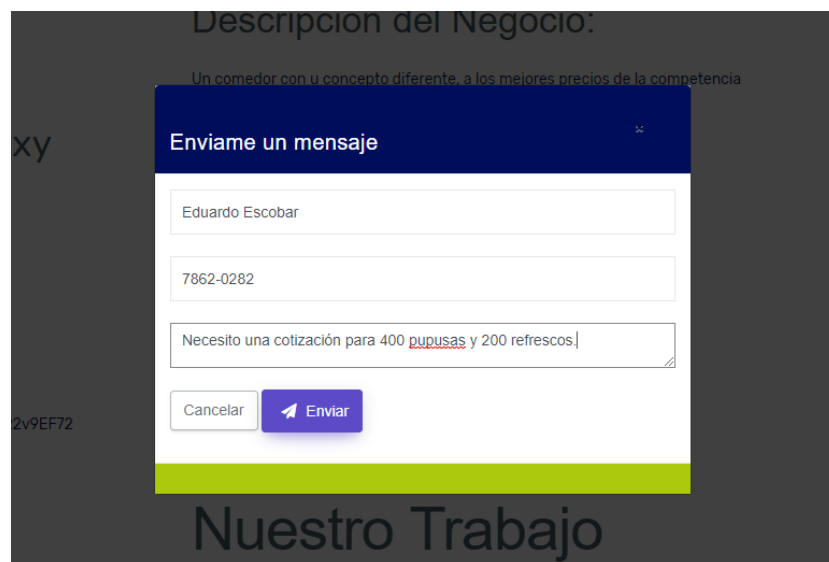 Descripción del Negocio:
Un comedor con u concepto diferente, a los mejores precios de la competencia
xy
Enviame un mensaje
×
Eduardo Escobar
7862-0282
Necesito una cotización para 400 pupusas y 200 refrescos.
Cancelar Enviar
2v9EF72
Nuestro Trabajo